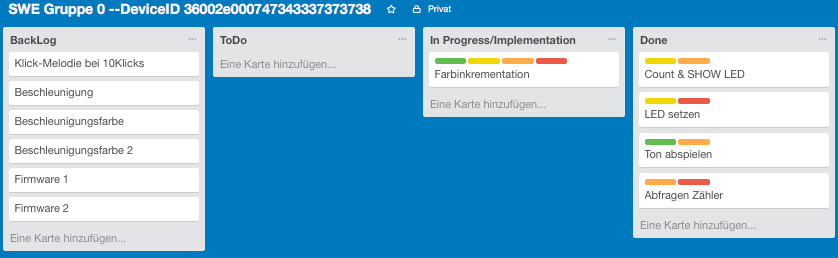 SWE Gruppe 0 --DeviceID 36002e000747343337373738
Privat
BackLog
Klick-Melodie bei 10Klicks
Beschleunigung
Beschleunigungsfarbe
Beschleunigungsfarbe 2
Firmware 1
Firmware 2
Eine Karte hinzufügen...
ToDo
Eine Karte hinzufügen...
In Progress/Implementation
Farbinkrementation
Eine Karte hinzufügen...
Done
Count & SHOW LED
LED setzen
Ton abspielen
Abfragen Zähler
Eine Karte hinzufügen...